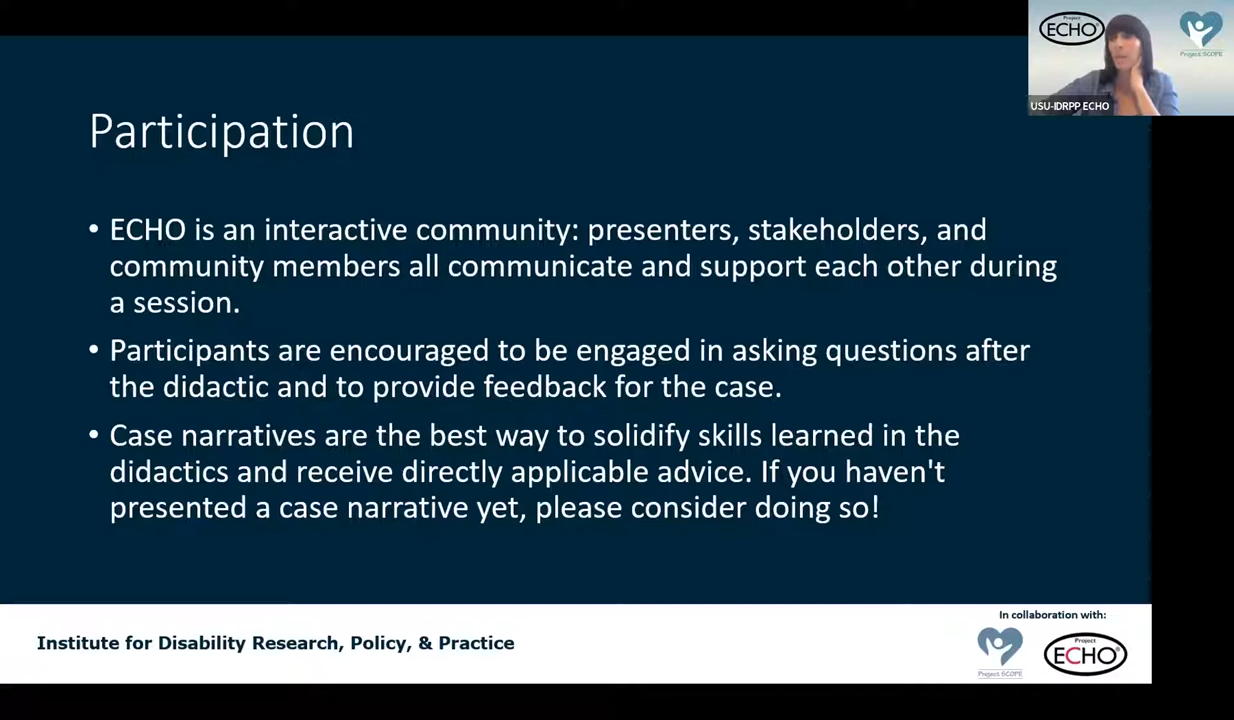 Project
ECHO®
Project SCOPE
USU-IDRPP ECHO
Participation
• ECHO is an interactive community: presenters, stakeholders, and
community members all communicate and support each other during
a session.
• Participants are encouraged to be engaged in asking questions after
the didactic and to provide feedback for the case.
• Case narratives are the best way to solidify skills learned in the
didactics and receive directly applicable advice. If you haven't
presented a case narrative yet, please consider doing so!
Institute for Disability Research, Policy, & Practice
In collaboration with:
Project SCOPE
Project
ECHO®